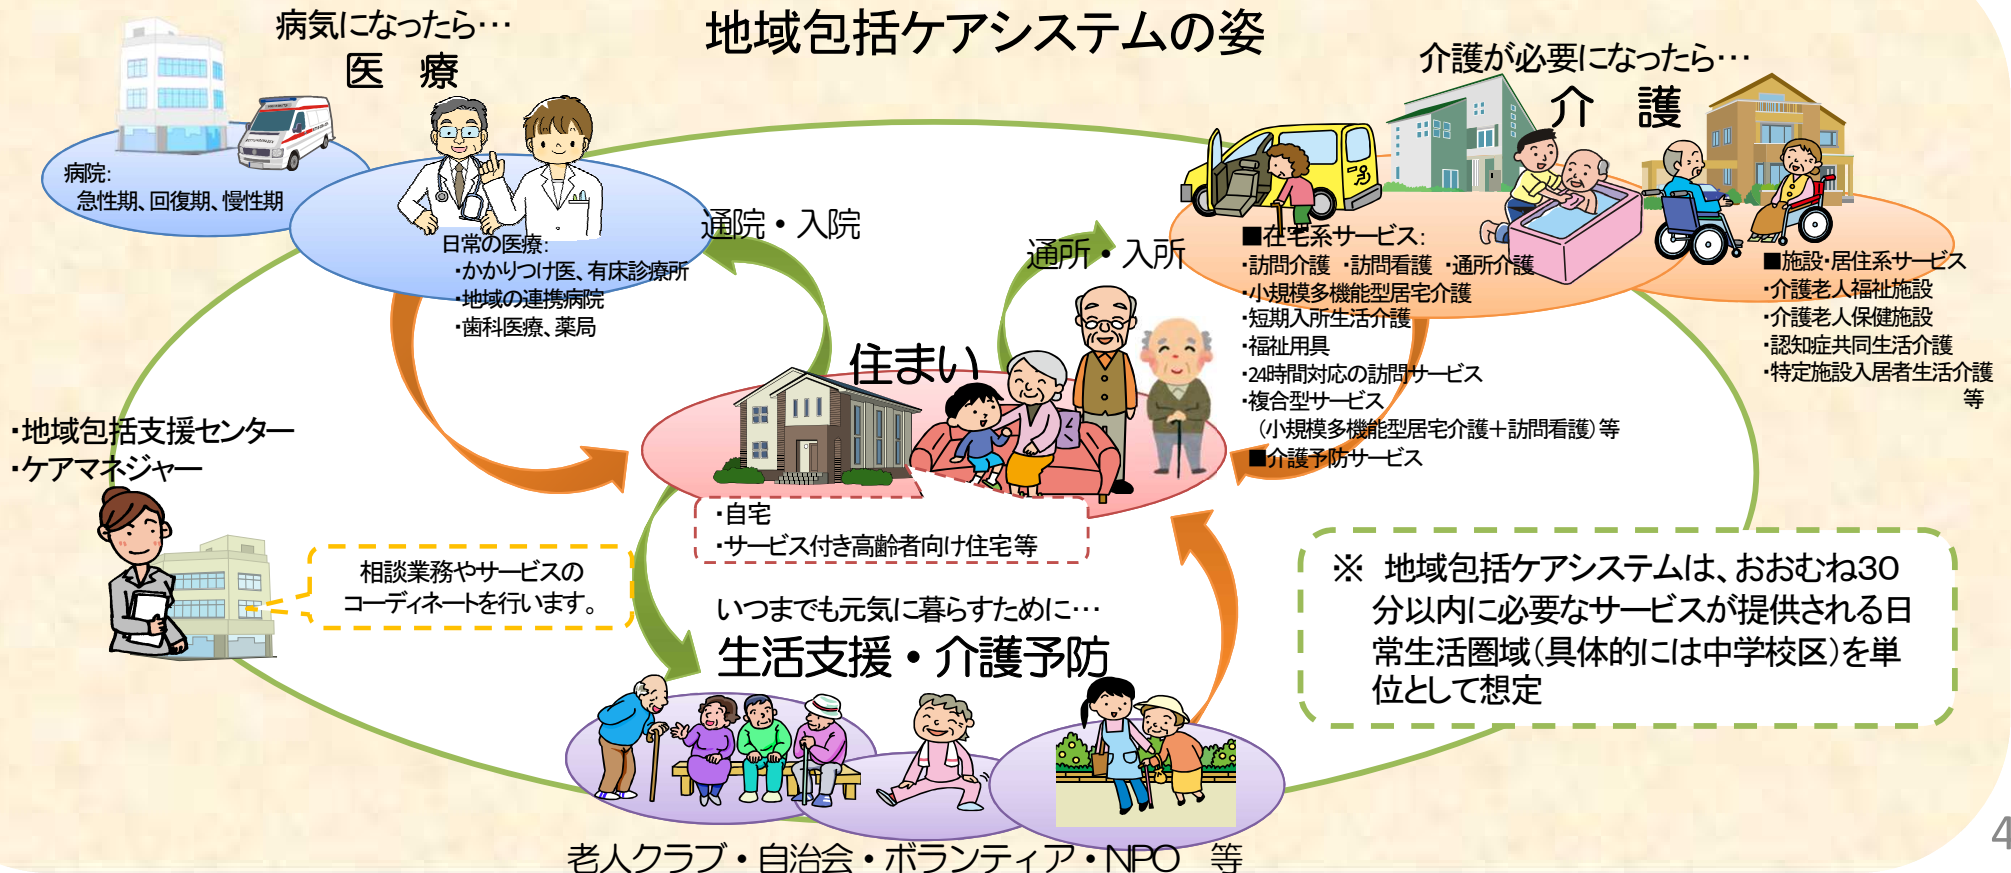 地域包括ケアシステムの姿
病気になったら…
医 療
病院:
急性期、回復期、慢性期
日常の医療:
・かかりつけ医、有床診療所
・地域の連携病院
・歯科医療、薬局
通院・入院
通所・入所
介護が必要になったら…
介 護
■在宅系サービス:
・訪問介護 ・訪問看護 ・通所介護
・小規模多機能型居宅介護
・短期入所生活介護
・福祉用具
・24時間対応の訪問サービス
・複合型サービス
(小規模多機能型居宅介護+訪問看護)等
■介護予防サービス
■施設・居住系サービス
・介護老人福祉施設
・介護老人保健施設
・認知症共同生活介護
・特定施設入居者生活介護
等
住まい
・自宅
・サービス付き高齢者向け住宅等
・地域包括支援センター
・ケアマネジャー
相談業務やサービスの
コーディネートを行います。
いつまでも元気に暮らすために…
生活支援・介護予防
老人クラブ・自治会・ボランティア・NPO 等
※ 地域包括ケアシステムは、おおむね30
分以内に必要なサービスが提供される日
常生活圏域(具体的には中学校区)を単
位として想定
4